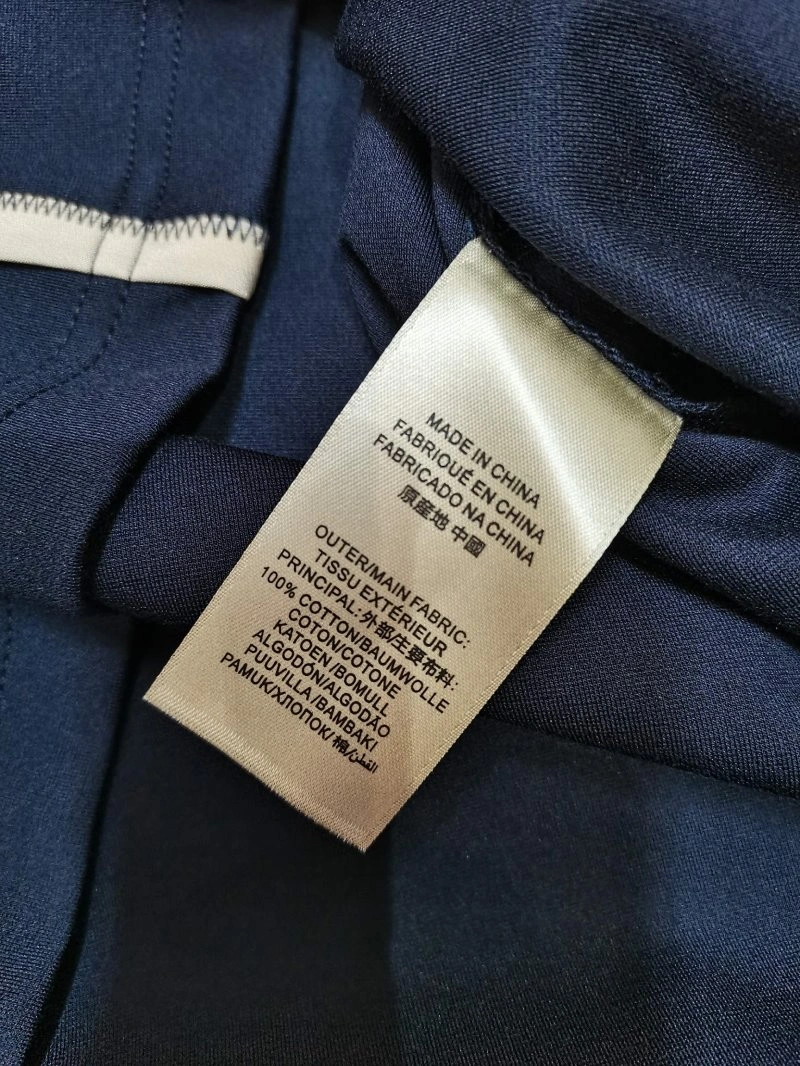 MADE IN CHINA
FABRIQUÉ EN CHINA
FABRICADO NA CHINA
原産地 中國
OUTER/MAIN FABRIC:
TISSU EXTÉRIEUR
PRINCIPAL:外部生要布料:
100% COTTON/BAUMWOLLE
COTON/COTONE
KATOEN/BOMULL
ALGODÓN/ALGODÃO
PUUVILLA/BAMBAKI
PAMUK/ХЛОПОК/棉/القطن